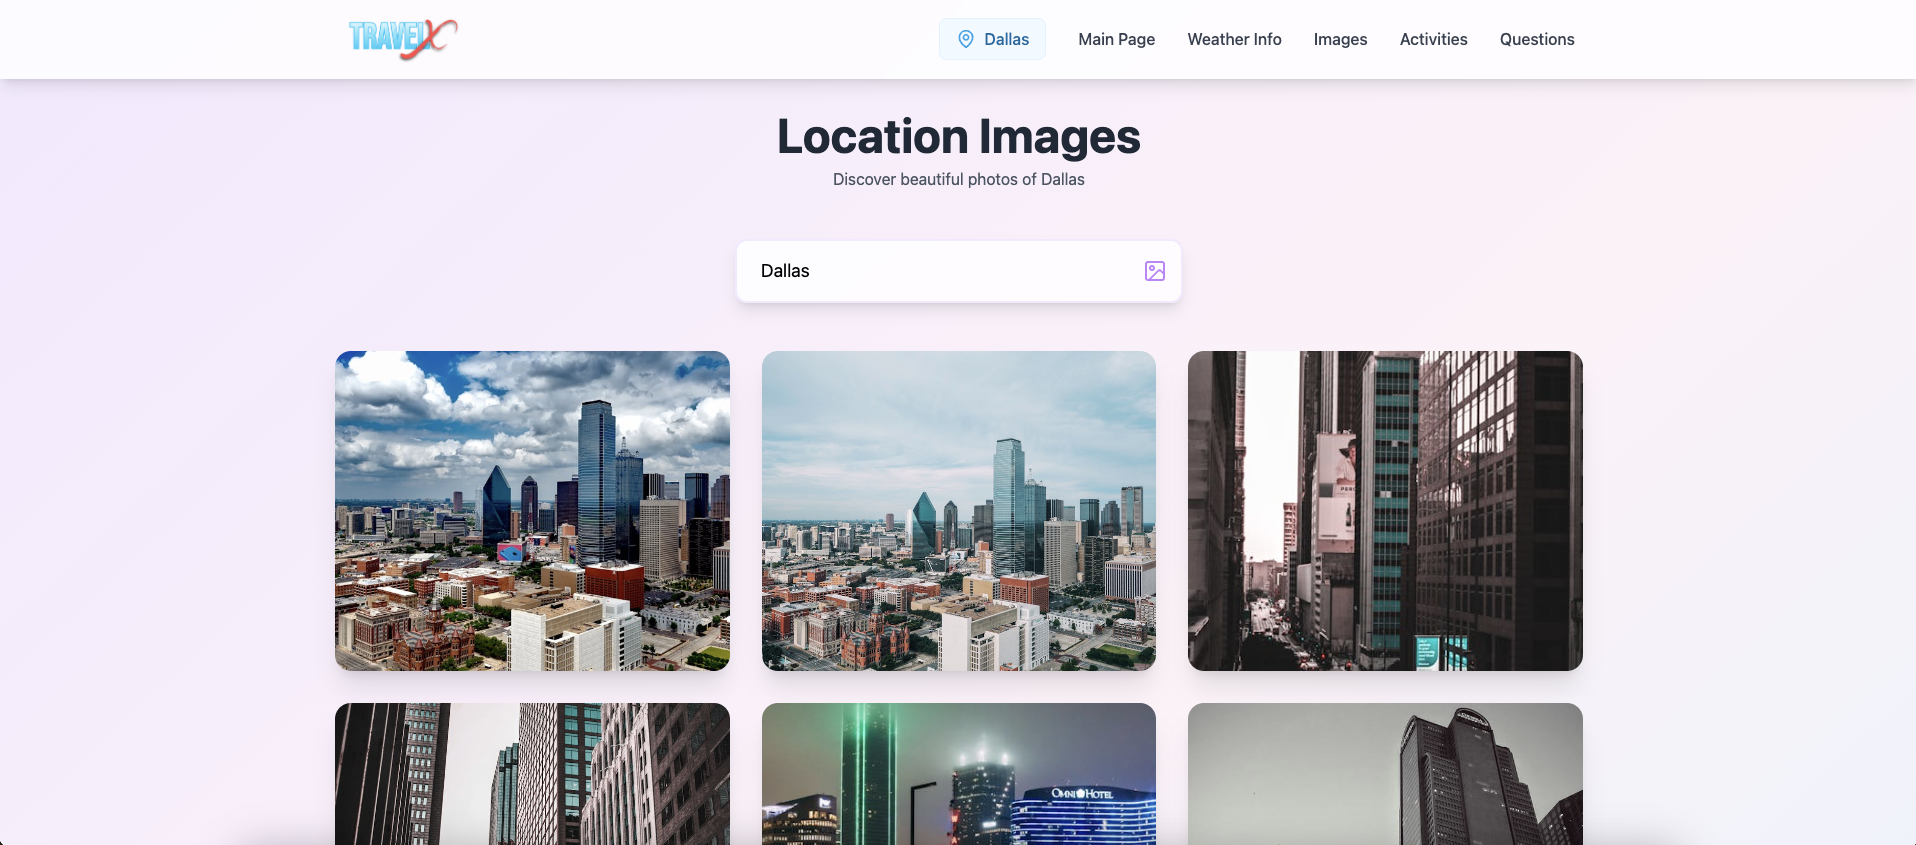 TRAVELX
Dallas
Main Page
Weather Info
Images
Activities
Questions
Location Images
Discover beautiful photos of Dallas
Dallas
OMNI HOTEL